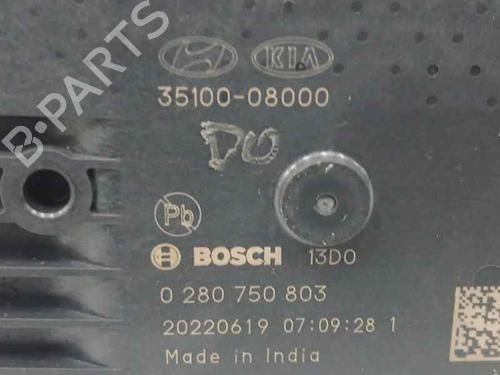 KIA
35100-08000
DO
Pb
BOSCH 13D0
0 280 750 803
20220619 07:09:28 1
Made in India
B-PARTS